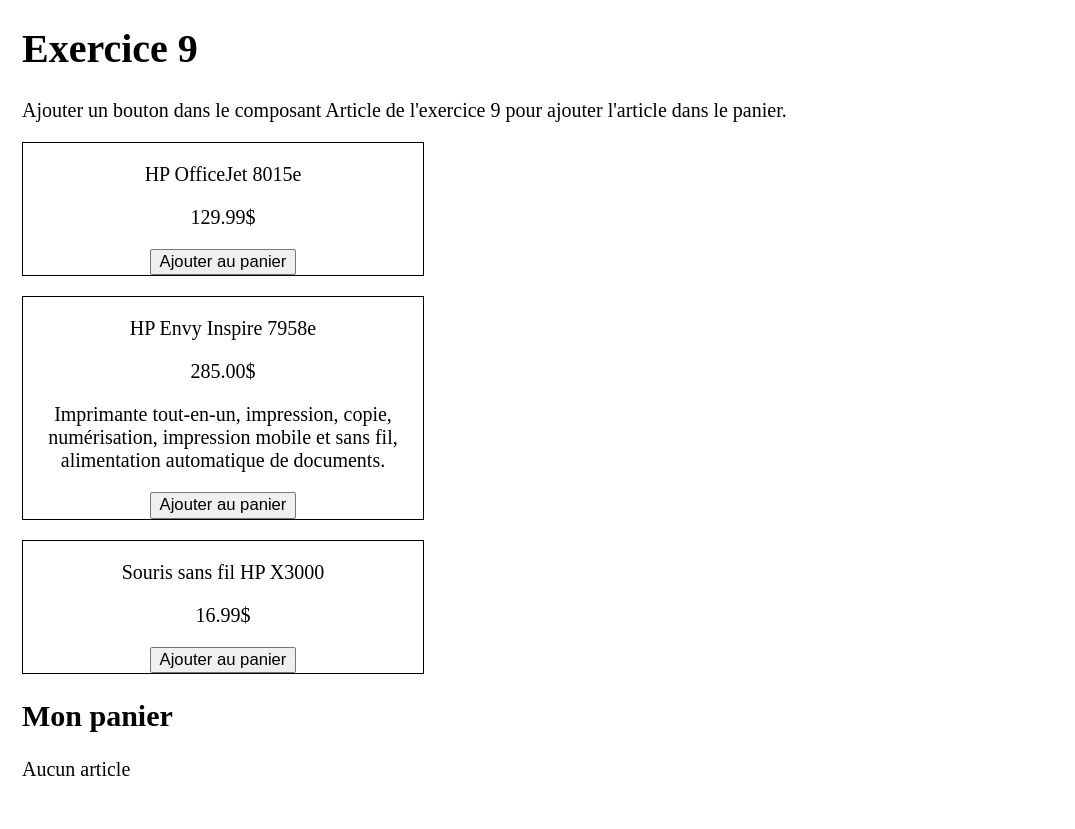 Exercice 9
Ajouter un bouton dans le composant Article de l'exercice 9 pour ajouter l'article dans le panier.
HP OfficeJet 8015e
129.99$
Ajouter au panier
HP Envy Inspire 7958e
285.00$
Imprimante tout-en-un, impression, copie,
numérisation, impression mobile et sans fil,
alimentation automatique de documents.
Ajouter au panier
Souris sans fil HP X3000
16.99$
Ajouter au panier
Mon panier
Aucun article